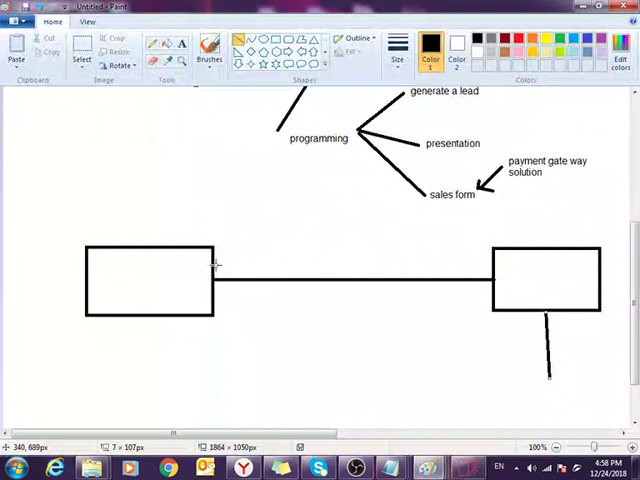 Untitled - Paint
Home
View
Paste
Cut
Copy
Clipboard
Select
Crop
Resize
Rotate
Image
Tools
Brushes
Shapes
Outline
Fill
Size
Color
1
Color
2
Colors
Edit
colors
generate a lead
programming
presentation
payment gate way
solution
sales form
340, 689px
7 × 107px
1864 × 1050px
100%
EN
4:58 PM
12/24/2018